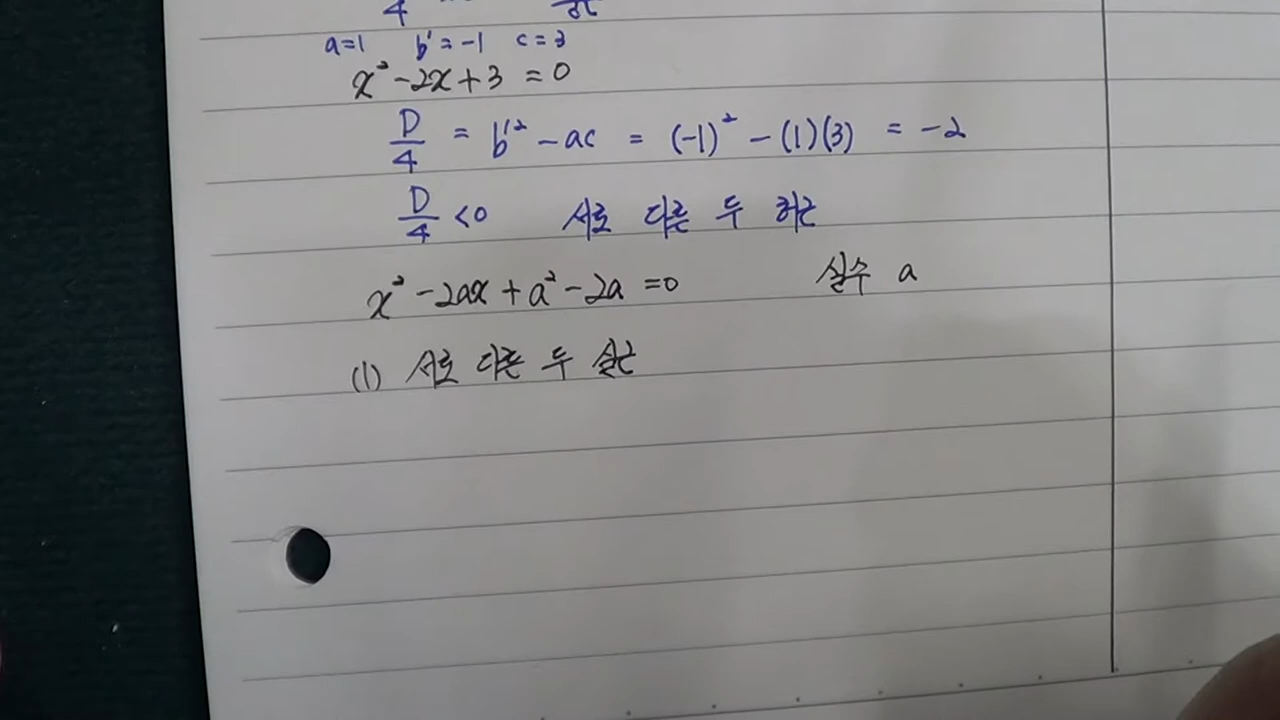 4
a=1 b'=-1 c=3
x²-2x+3=0
D/4 = b'²-ac = (-1)²-(1)(3) = -2
D/4 <0 서로 다른 두 허근
x²-2ax+a²-2a=0 실수 a
(1) 서로 다른 두 실근